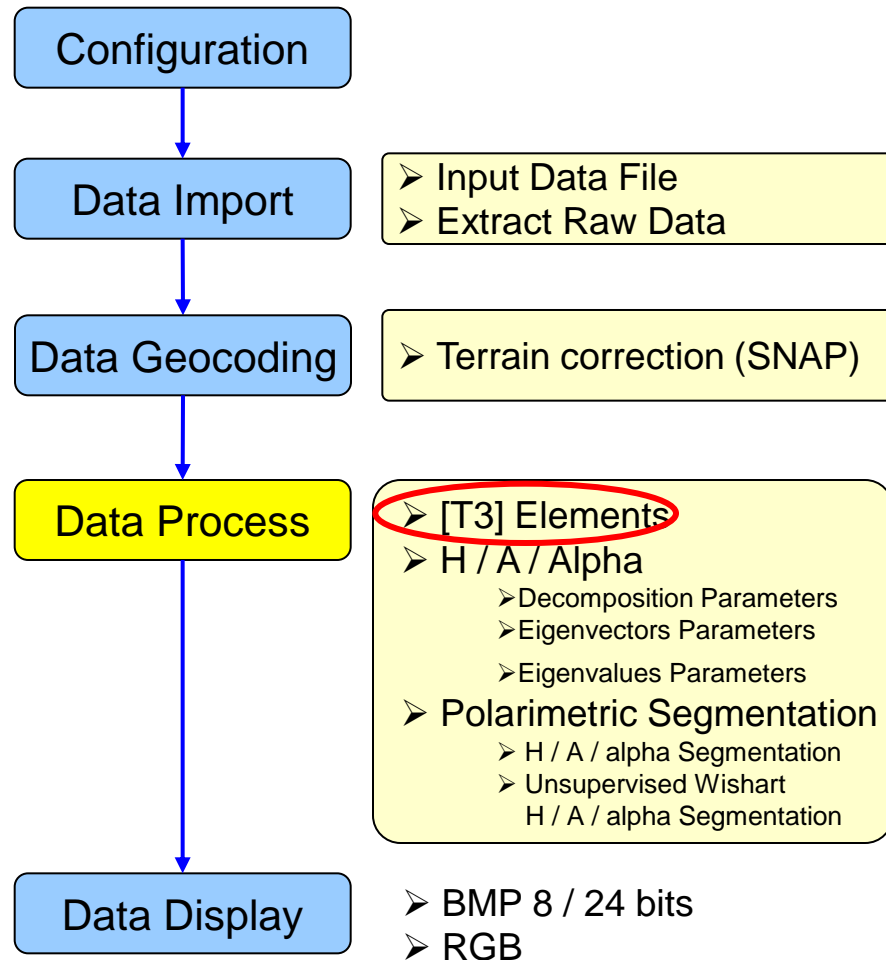 Configuration
Data Import
➢ Input Data File
➢ Extract Raw Data
Data Geocoding
➢ Terrain correction (SNAP)
Data Process
➢ [T3] Elements
➢ H / A / Alpha
➢Decomposition Parameters
➢Eigenvectors Parameters
➢Eigenvalues Parameters
➢ Polarimetric Segmentation
➢ H / A / alpha Segmentation
➢ Unsupervised Wishart
H / A / alpha Segmentation
Data Display
➢ BMP 8 / 24 bits
➢ RGB